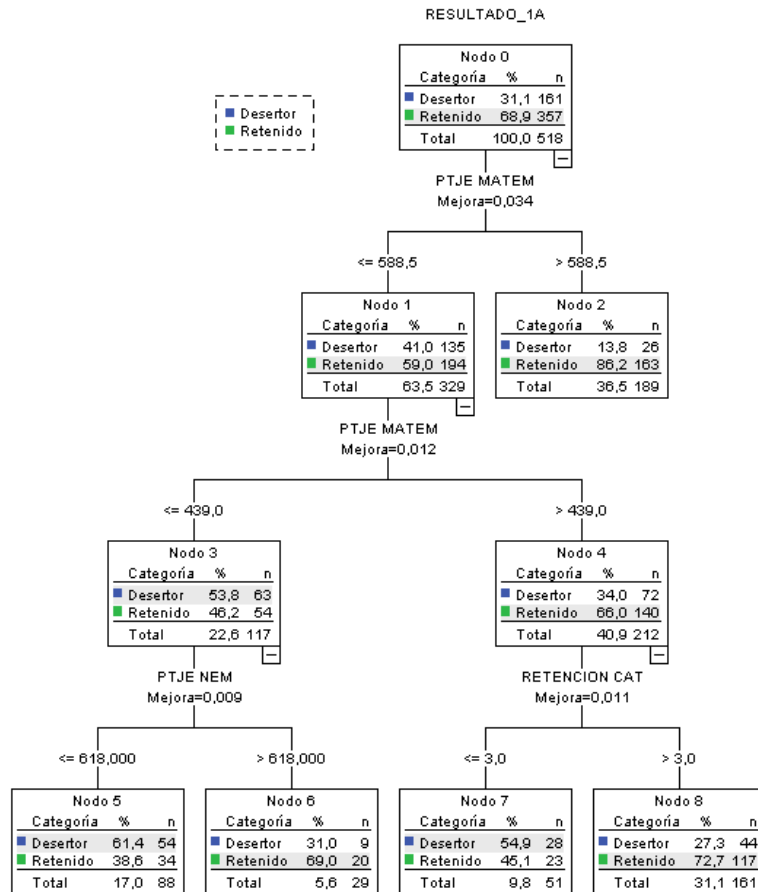 RESULTADO_1A
Nodo 0
Categoría % n
Desertor 31,1 161
Retenido 68,9 357
Total 100,0 518
Desertor
Retenido
PTJE MATEM
Mejora=0,034
<= 588,5
> 588,5
Nodo 1
Categoría % n
Desertor 41,0 135
Retenido 59,0 194
Total 63,5 329
Nodo 2
Categoría % n
Desertor 13,8 26
Retenido 86,2 163
Total 36,5 189
PTJE MATEM
Mejora=0,012
<= 439,0
> 439,0
Nodo 3
Categoría % n
Desertor 53,8 63
Retenido 46,2 54
Total 22,6 117
Nodo 4
Categoría % n
Desertor 34,0 72
Retenido 66,0 140
Total 40,9 212
PTJE NEM
Mejora=0,009
RETENCION CAT
Mejora=0,011
<= 618,000
> 618,000
<= 3,0
> 3,0
Nodo 5
Categoría % n
Desertor 61,4 54
Retenido 38,6 34
Total 17,0 88
Nodo 6
Categoría % n
Desertor 31,0 9
Retenido 69,0 20
Total 5,6 29
Nodo 7
Categoría % n
Desertor 54,9 28
Retenido 45,1 23
Total 9,8 51
Nodo 8
Categoría % n
Desertor 27,3 44
Retenido 72,7 117
Total 31,1 161